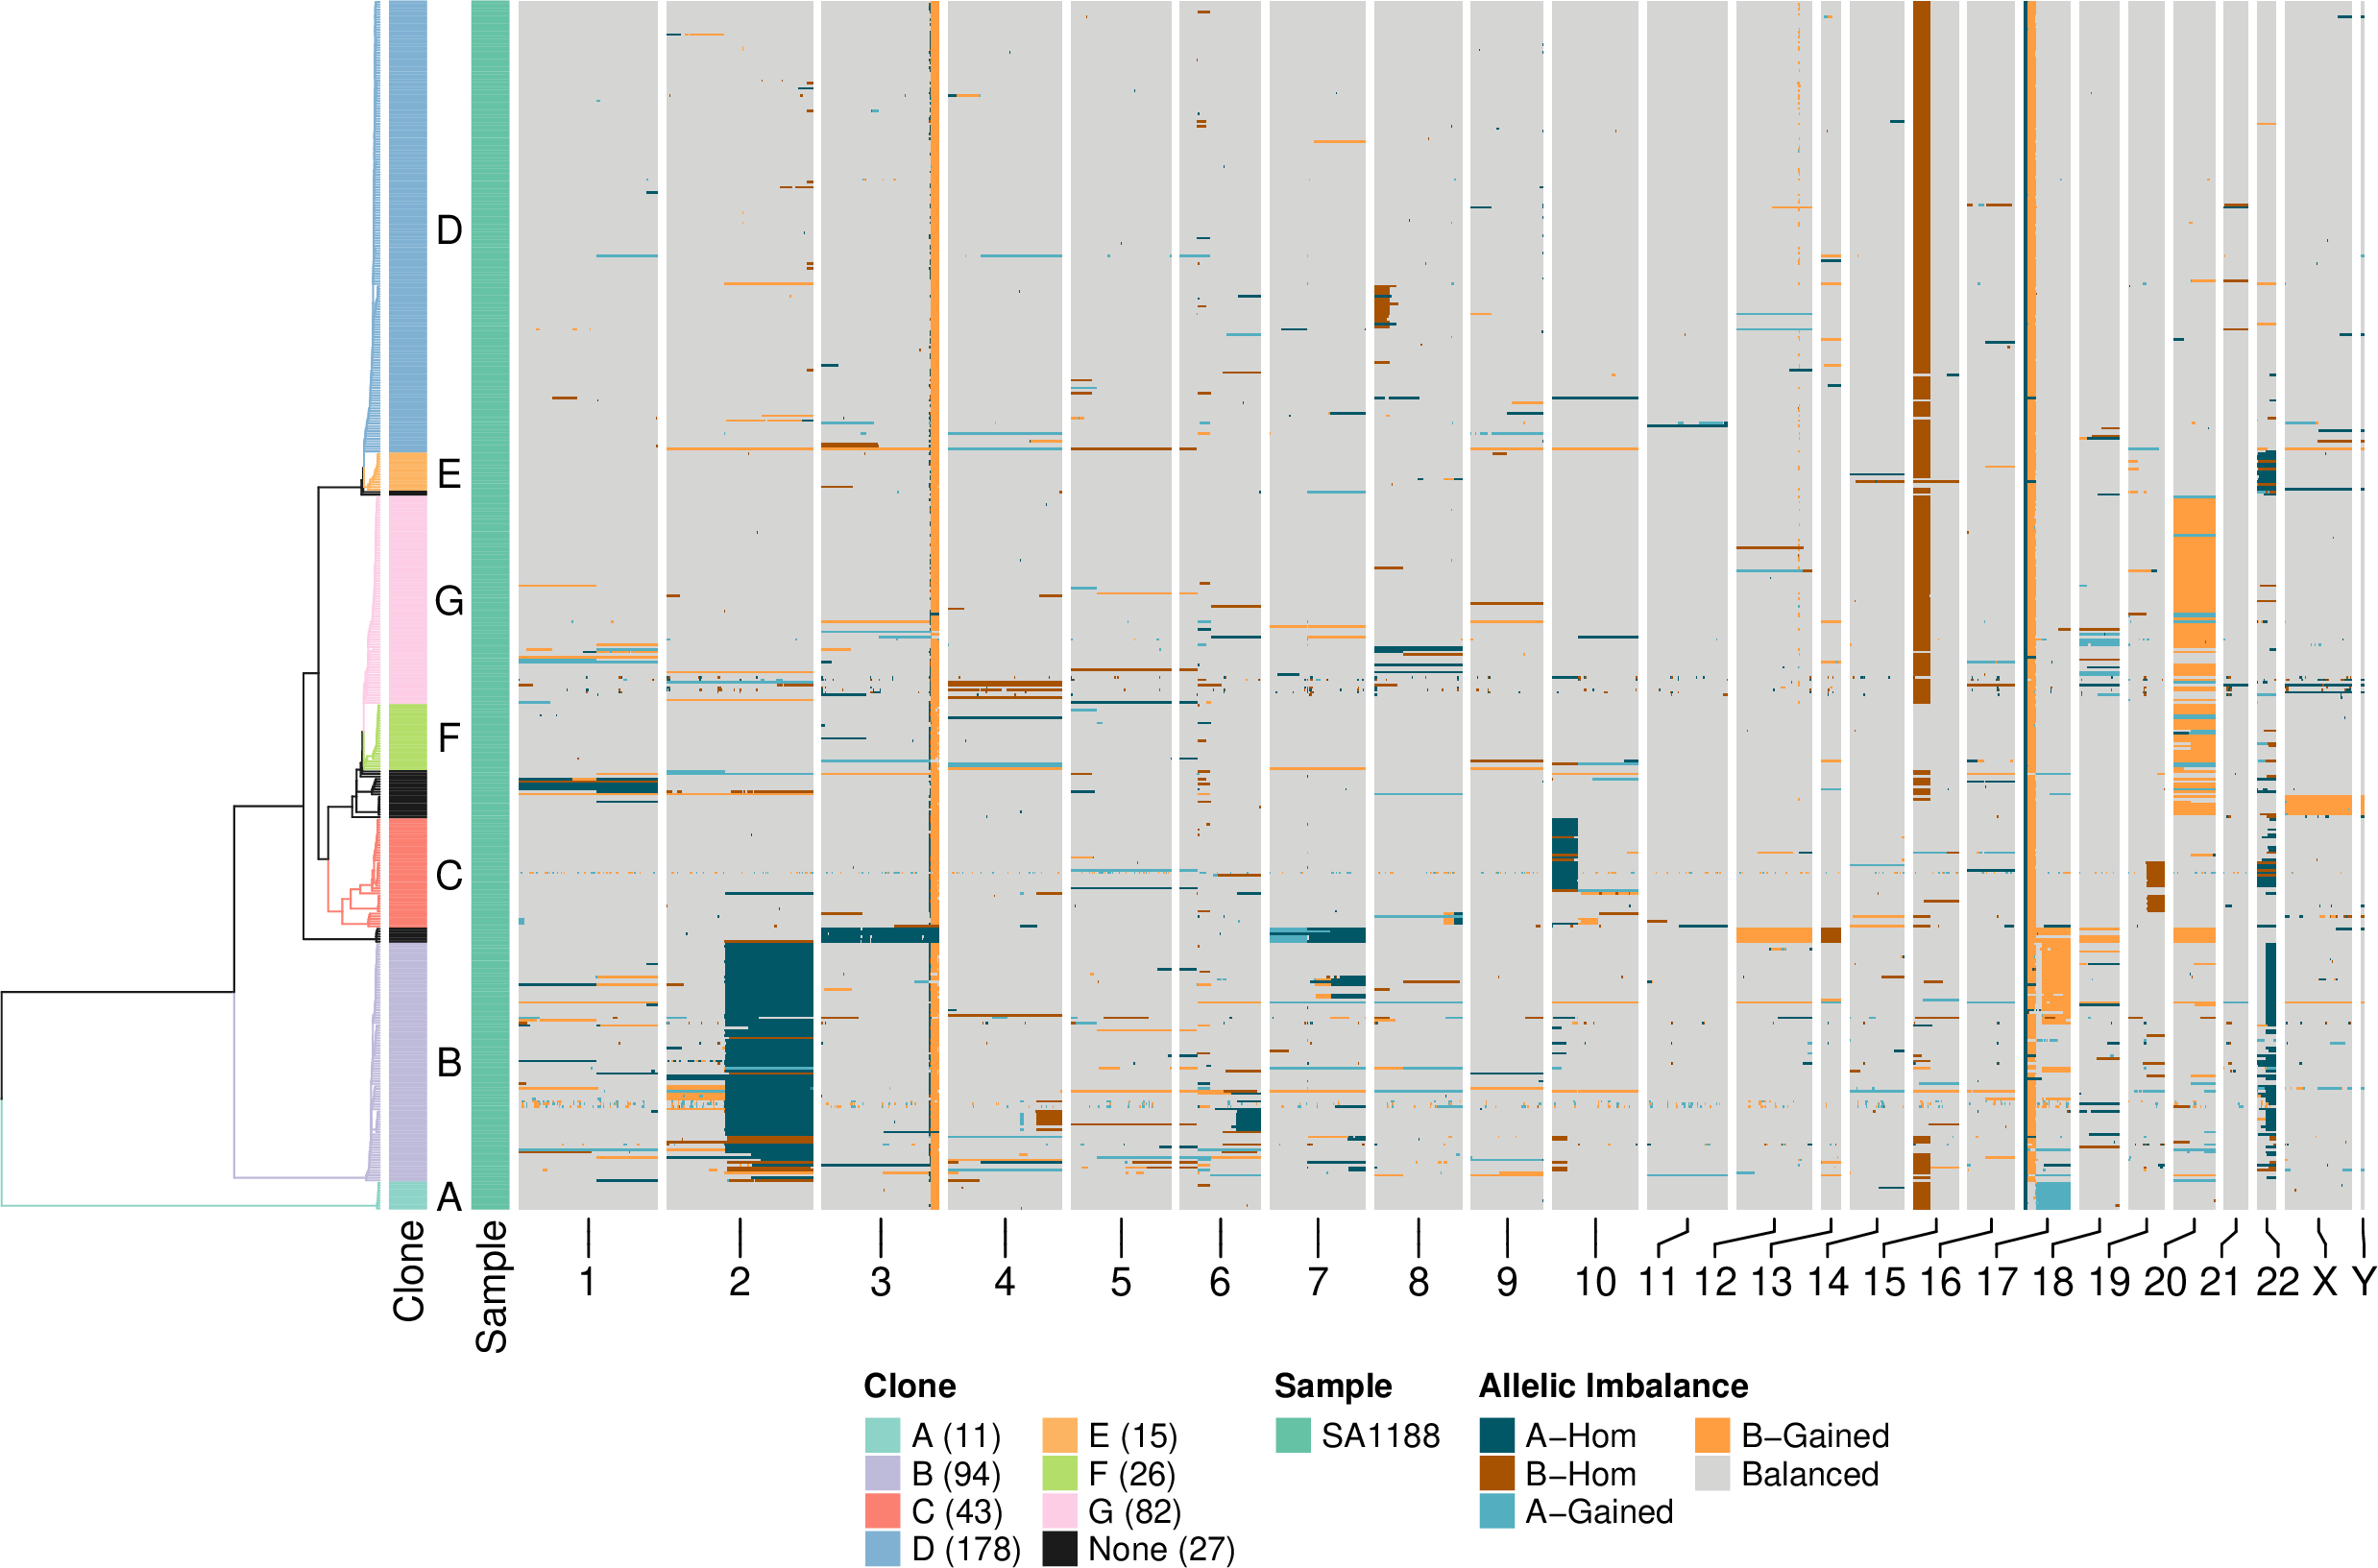 D
E
G
F
C
B
A
Clone
Sample
1 2 3 4 5 6 7 8 9 10 11 12 13 14 15 16 17 18 19 20 21 22 X Y
Clone Sample Allelic Imbalance
A (11) E (15) SA1188 A−Hom B−Gained
B (94) F (26) B−Hom Balanced
C (43) G (82) A−Gained
D (178) None (27)